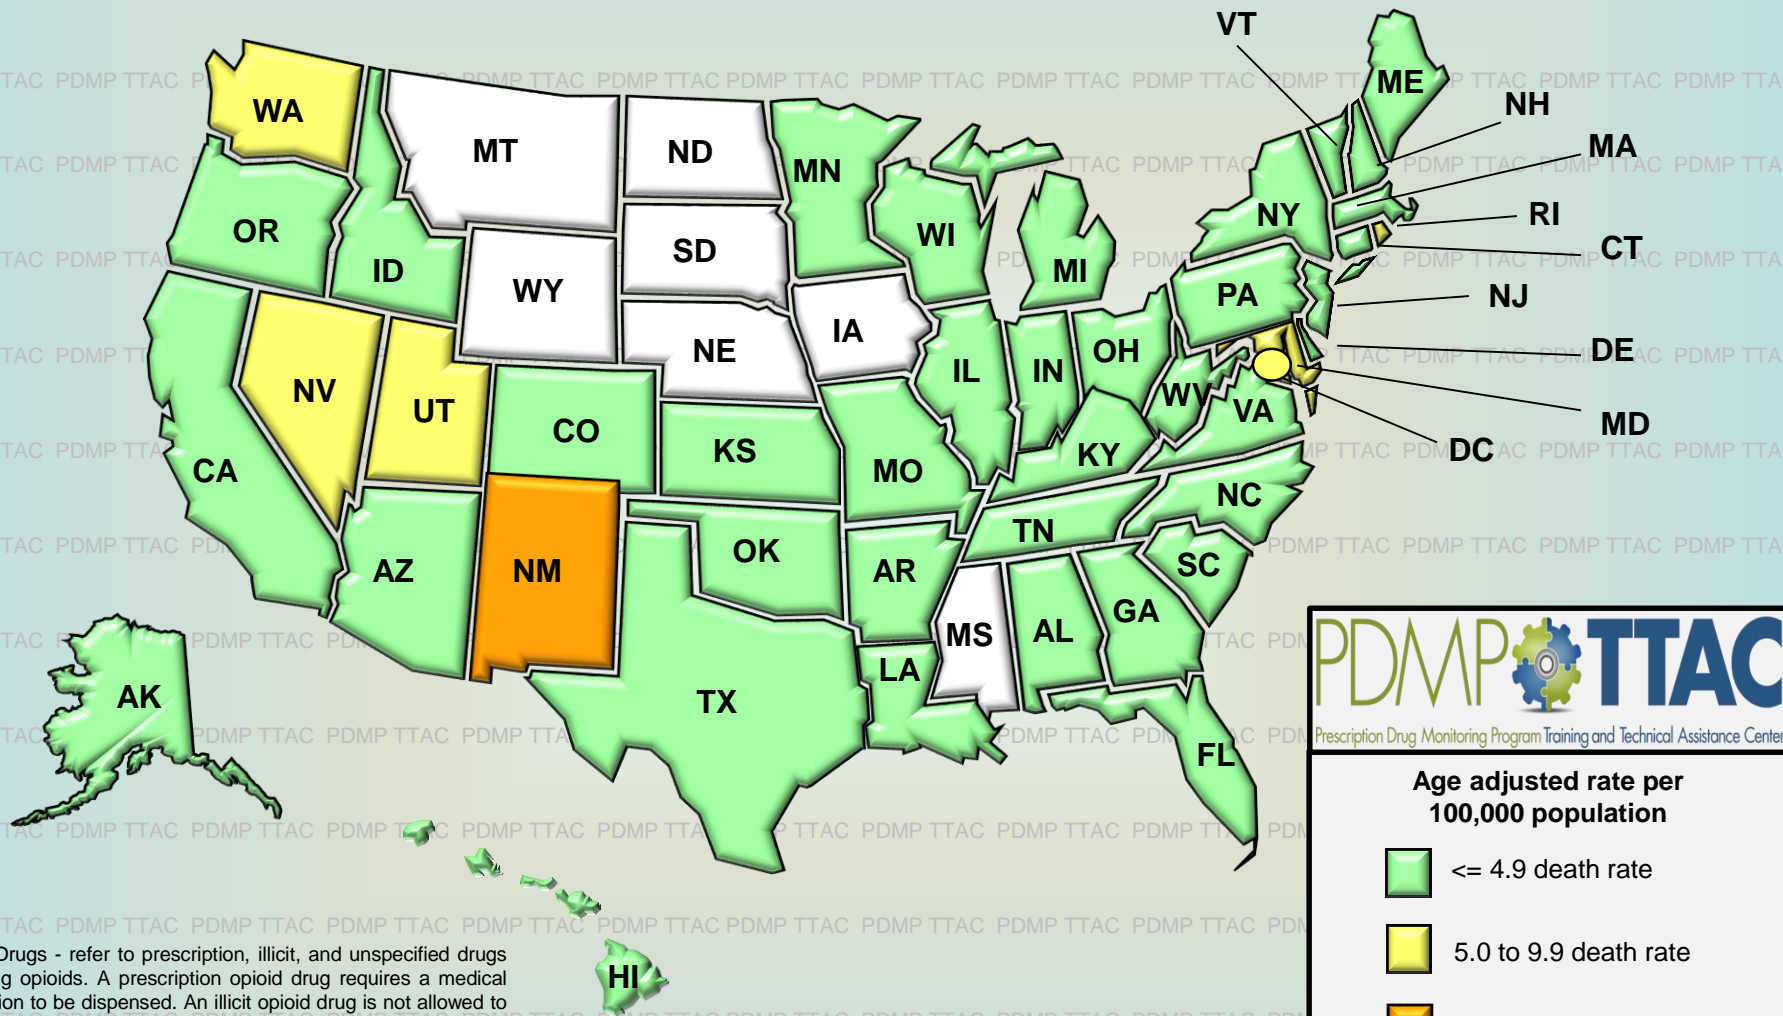 VT
ME
WA
NH
MT
ND
MN
MA
OR
SD
WI
NY
RI
ID
MI
CT
WY
PA
NJ
IA
NE
OH
DE
NV
IL
IN
UT
WV
VA
MD
CO
KS
KY
DC
CA
MO
NC
TN
OK
AZ
NM
AR
SC
GA
MS
AL
LA
AK
TX
FL
HI
PDMP TTAC
Prescription Drug Monitoring Program Training and Technical Assistance Center
Age adjusted rate per
100,000 population
<= 4.9 death rate
5.0 to 9.9 death rate
Drugs - refer to prescription, illicit, and unspecified drugs
g opioids. A prescription opioid drug requires a medical
ion to be dispensed. An illicit opioid drug is not allowed to